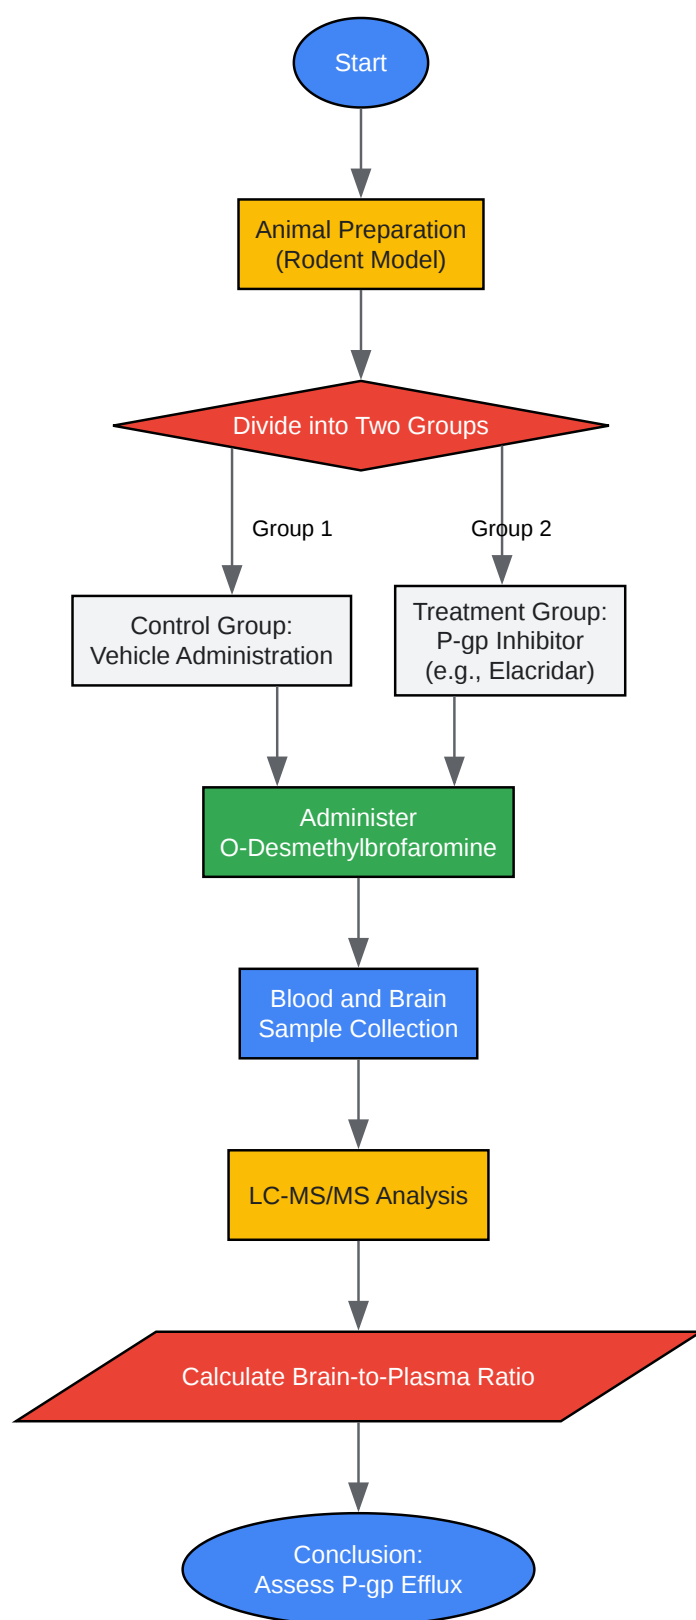 Start
Animal Preparation
(Rodent Model)
Divide into Two Groups
Group 1
Group 2
Control Group:
Vehicle Administration
Treatment Group:
P-gp Inhibitor
(e.g., Elacridar)
Administer
O-Desmethylbrofaromine
Blood and Brain
Sample Collection
LC-MS/MS Analysis
Calculate Brain-to-Plasma Ratio
Conclusion:
Assess P-gp Efflux